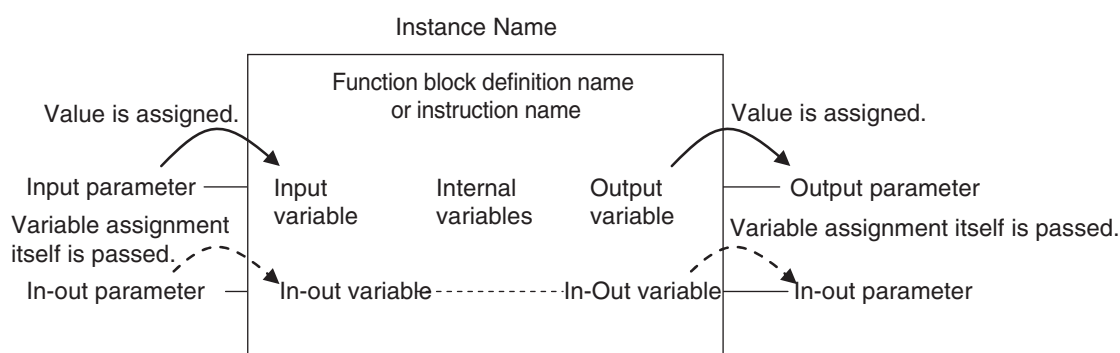 Instance Name
Function block definition name
or instruction name
Value is assigned.
Value is assigned.
Input parameter
Input
variable
Internal
variables
Output
variable
Output parameter
Variable assignment
itself is passed.
Variable assignment itself is passed.
In-out parameter
In-out variable
In-Out variable
In-out parameter